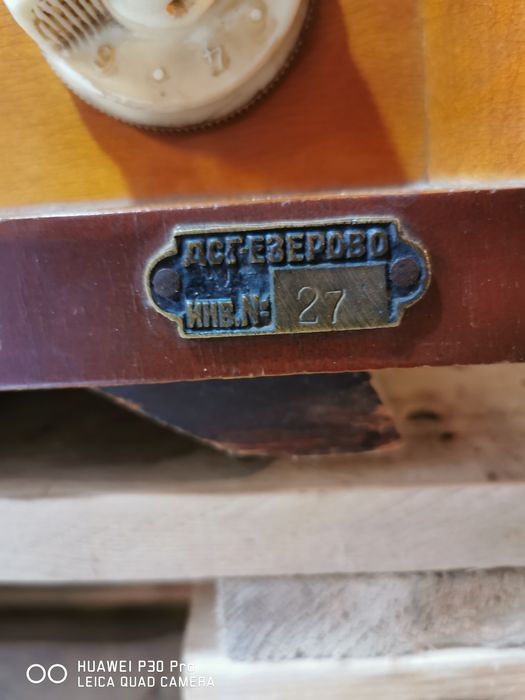 ДСГ-ЕЗЕРОВО
ИНВ.№: 27
HUAWEI P30 Pro
LEICA QUAD CAMERA